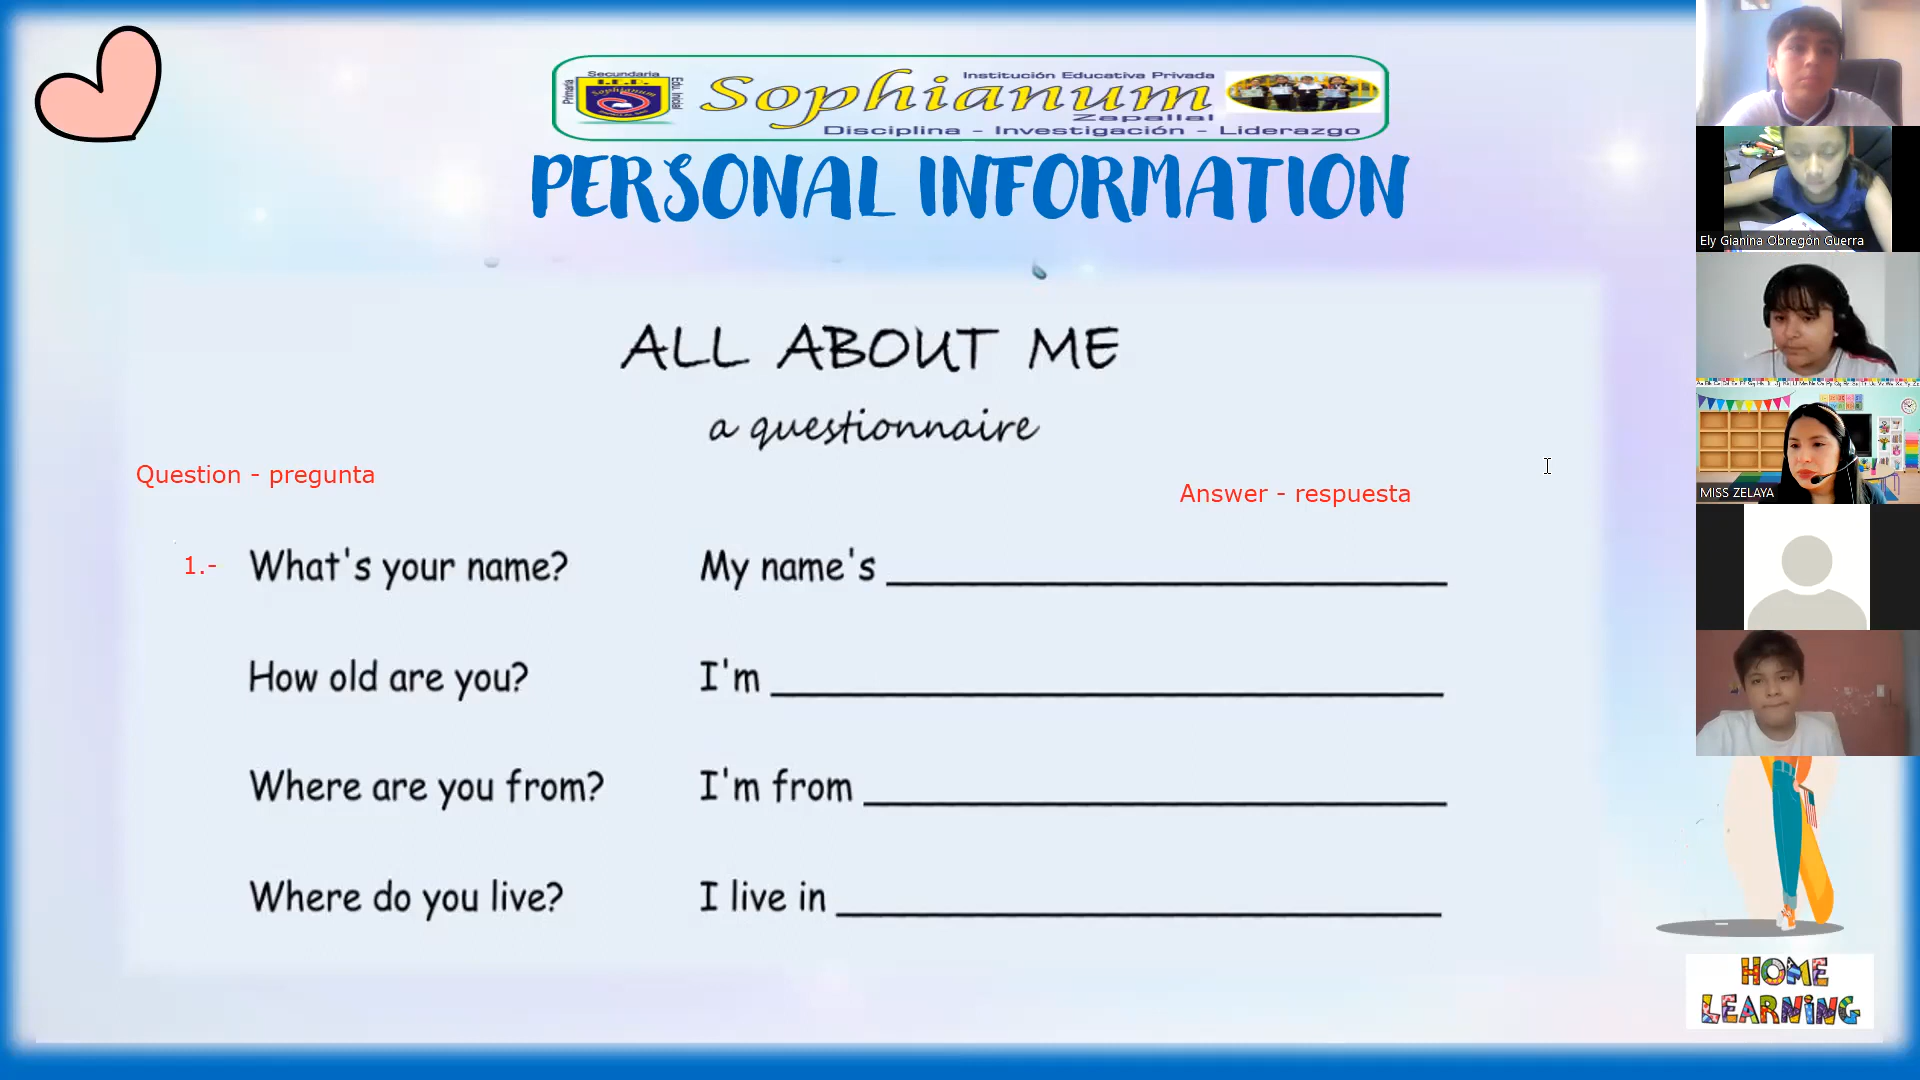 Secundaria
Primaria
I.E.P.
Sophianum
Edu. Inicial
Institución Educativa Privada
Sophianum
Zapallal
Disciplina - Investigación - Liderazgo
PERSONAL INFORMATION
ALL ABOUT ME
a questionnaire
Question - pregunta
Answer - respuesta
1.- What's your name? My name's
How old are you? I'm
Where are you from? I'm from
Where do you live? I live in
Ely Gianina Obregón Guerra
MISS ZELAYA
HOME
LEARNING